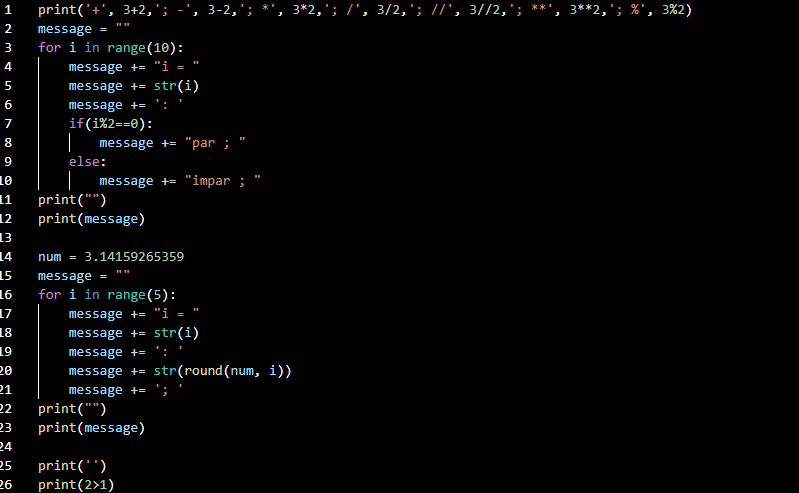 1 print('+', 3+2,'; -', 3-2,'; *', 3*2,'; /', 3/2,'; //', 3//2,'; **', 3**2,'; %', 3%2)
2 message = ""
3 for i in range(10):
4     message += "i = "
5     message += str(i)
6     message += ': '
7     if(i%2==0):
8         message += "par ; "
9     else:
10         message += "impar ; "
11 print("")
12 print(message)
13
14 num = 3.14159265359
15 message = ""
16 for i in range(5):
17     message += "i = "
18     message += str(i)
19     message += ': '
20     message += str(round(num, i))
21     message += '; '
22 print("")
23 print(message)
24
25 print('')
26 print(2>1)